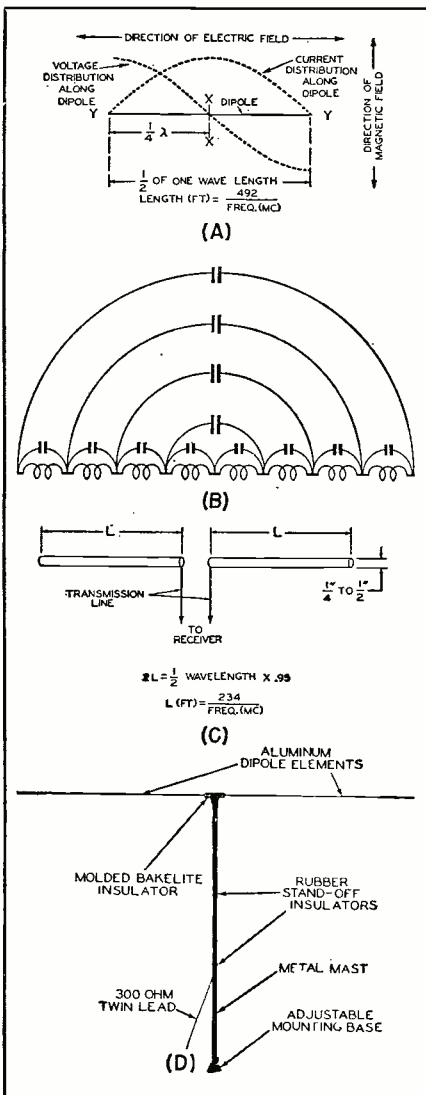 DIRECTION OF ELECTRIC FIELD
VOLTAGE
DISTRIBUTION
ALONG
DIPOLE
CURRENT
DISTRIBUTION
ALONG
DIPOLE
DIRECTION OF
MAGNETIC FIELD
X
Y
DIPOLE
Y
X
1/4 λ
1/2 OF ONE WAVE LENGTH
LENGTH (FT)= 492/FREQ.(MC)
(A)
(B)
L
L
TRANSMISSION
LINE
1/4" TO 1/2"
TO
RECEIVER
2L= 1/2 WAVELENGTH X .95
L (FT)= 234/FREQ.(MC)
(C)
ALUMINUM
DIPOLE ELEMENTS
MOLDED BAKELITE
INSULATOR
RUBBER
STAND-OFF
INSULATORS
METAL MAST
300 OHM
TWIN LEAD
ADJUSTABLE
MOUNTING BASE
(D)